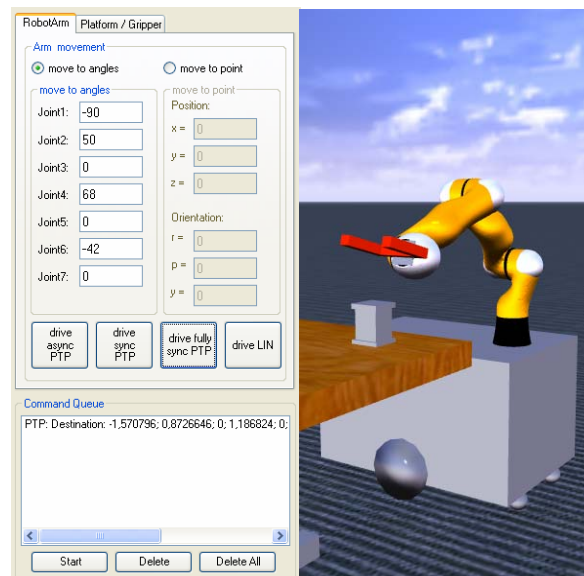 RobotArm Platform / Gripper
Arm movement
move to angles move to point
move to angles
Joint1: -90
Joint2: 50
Joint3: 0
Joint4: 68
Joint5: 0
Joint6: -42
Joint7: 0
move to point
Position:
x = 0
y = 0
z = 0
Orientation:
r = 0
p = 0
y = 0
drive
async
PTP
drive
sync
PTP
drive fully
sync PTP
drive LIN
Command Queue
PTP: Destination: -1,570796; 0,8726646; 0; 1,186824; 0;
Start Delete Delete All